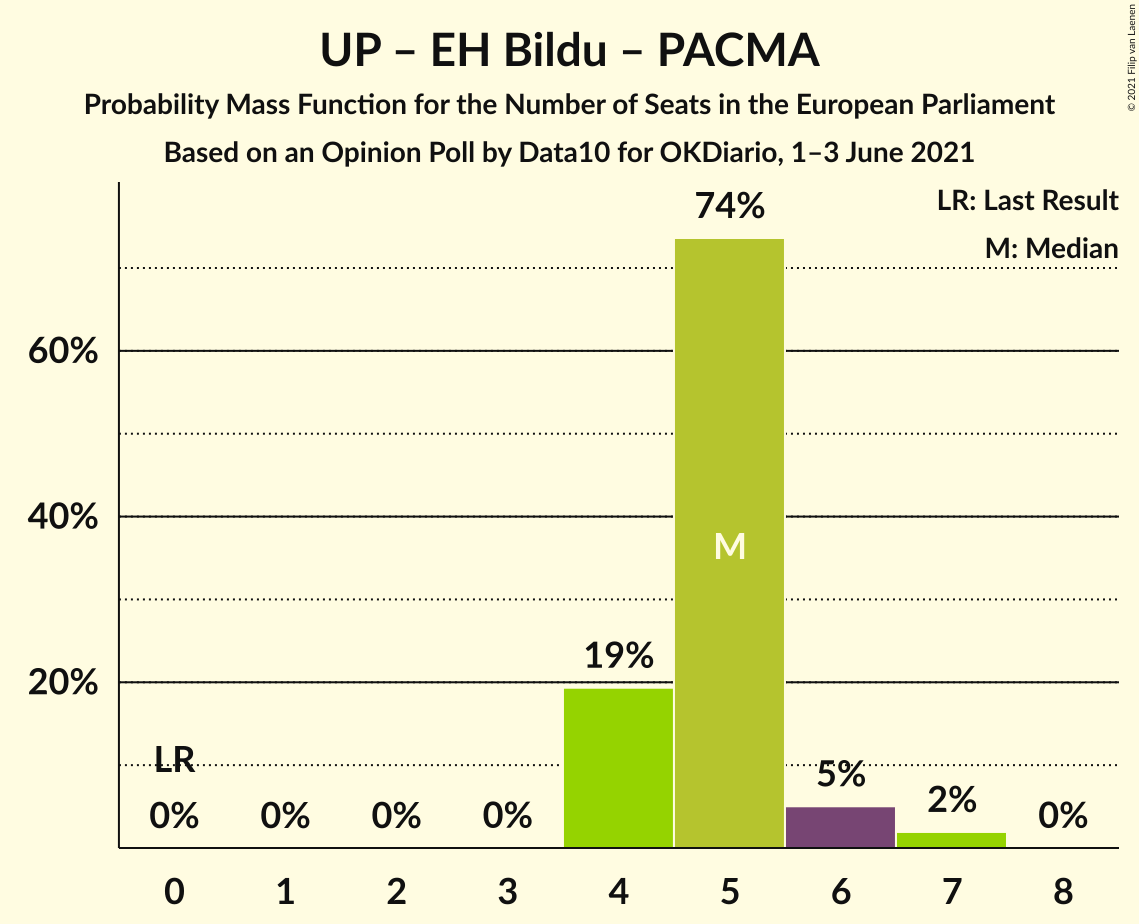 UP – EH Bildu – PACMA
Probability Mass Function for the Number of Seats in the European Parliament
Based on an Opinion Poll by Data10 for OKDiario, 1–3 June 2021
© 2021 Filip van Laenen
LR: Last Result
M: Median
60%
40%
20%
LR
0%
0%
0%
0%
19%
74%
M
5%
2%
0%
0 1 2 3 4 5 6 7 8